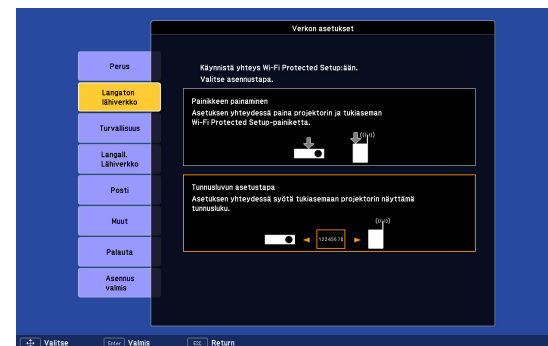 Verkon asetukset
Perus
Langaton
lähiverkko
Turvallisuus
Langall.
Lähiverkko
Posti
Muut
Palauta
Asennus
valmis
Käynnistä yhteys Wi-Fi Protected Setup:ään.
Valitse asennustapa.
Painikkeen painaminen
Asetuksen yhteydessä paina projektorin ja tukiaseman
Wi-Fi Protected Setup-painiketta.
Tunnusluvun asetustapa
Asetuksen yhteydessä syötä tukiasemaan projektorin näyttämä
tunnusluku.
12345678
Valitse
Enter Valmis
Esc Return